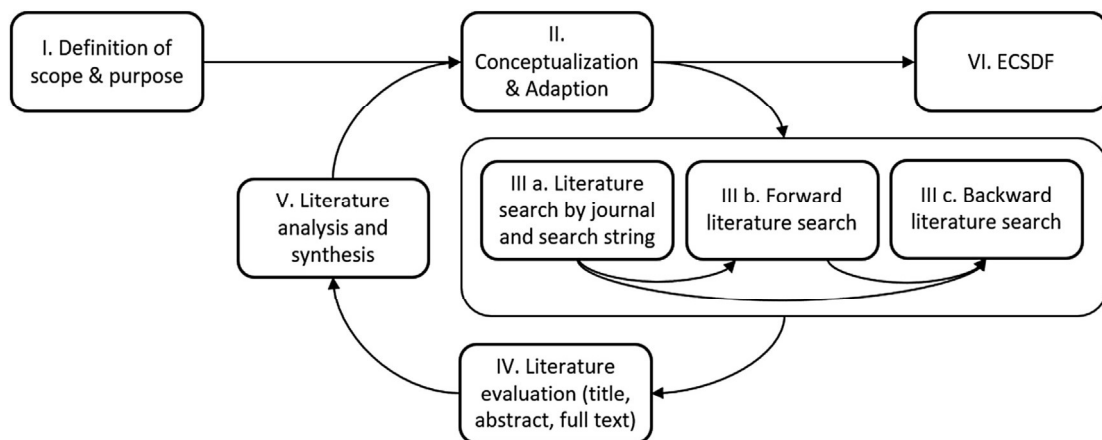 I. Definition of
scope & purpose
II.
Conceptualization
& Adaption
VI. ECSDF
III a. Literature
search by journal
and search string
III b. Forward
literature search
III c. Backward
literature search
V. Literature
analysis and
synthesis
IV. Literature
evaluation (title,
abstract, full text)